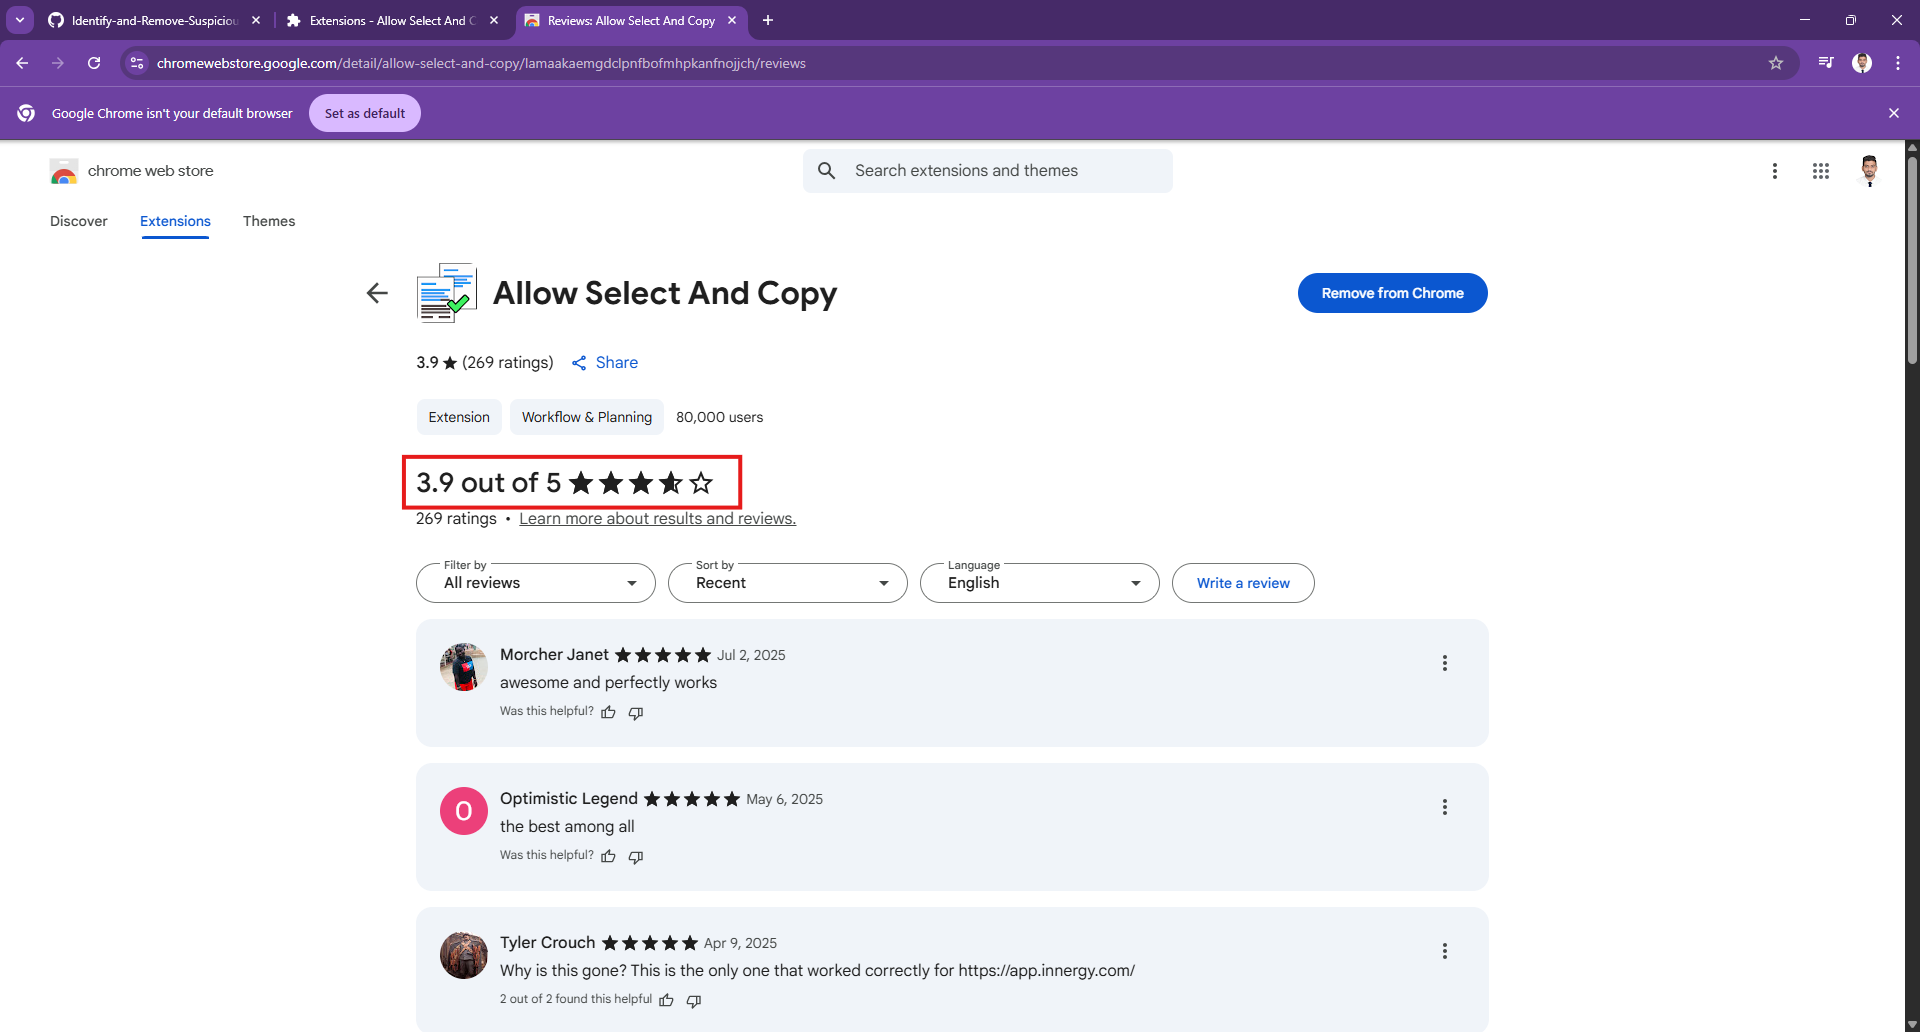 Identify-and-Remove-Suspiciou
Extensions - Allow Select And C
Reviews: Allow Select And Copy
chromewebstore.google.com/detail/allow-select-and-copy/lamaakaemgdclpnfbofmhpkanfnojjch/reviews
Google Chrome isn't your default browser
Set as default
chrome web store
Search extensions and themes
Discover
Extensions
Themes
Allow Select And Copy
Remove from Chrome
3.9 ★ (269 ratings)
Share
Extension
Workflow & Planning
80,000 users
3.9 out of 5
269 ratings • Learn more about results and reviews.
Filter by
All reviews
Sort by
Recent
Language
English
Write a review
Morcher Janet
Jul 2, 2025
awesome and perfectly works
Was this helpful?
O
Optimistic Legend
May 6, 2025
the best among all
Was this helpful?
Tyler Crouch
Apr 9, 2025
Why is this gone? This is the only one that worked correctly for https://app.innergy.com/
2 out of 2 found this helpful